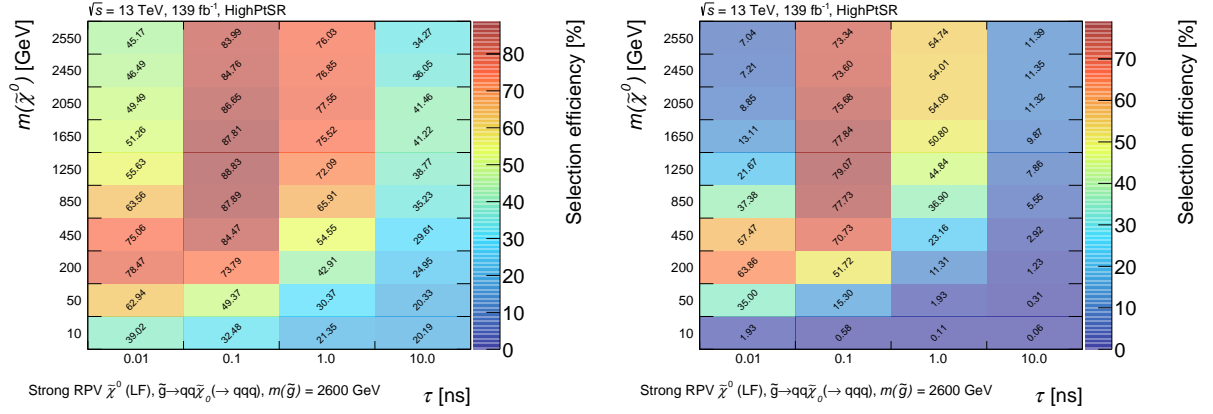 √s = 13 TeV, 139 fb⁻¹, HighPtSR
m(χ̃⁰) [GeV]
2550 45.17 83.99 76.03 34.27
2450 46.49 84.76 76.85 36.05
2050 49.49 86.65 77.55 41.46
1650 51.26 87.81 75.52 41.22
1250 55.63 88.83 72.09 38.77
850 63.56 87.89 65.91 35.23
450 75.06 84.47 54.55 29.61
200 78.47 73.79 42.91 24.95
50 62.94 49.37 30.37 20.33
10 39.02 32.48 21.35 20.19
0.01 0.1 1.0 10.0
Strong RPV χ̃⁰ (LF), g̃→qqχ̃₀(→ qqq), m(g̃) = 2600 GeV
τ [ns]
80
70
60
50
40
30
20
10
0
Selection efficiency [%]
√s = 13 TeV, 139 fb⁻¹, HighPtSR
m(χ̃⁰) [GeV]
2550 7.04 73.34 54.74 11.39
2450 7.21 73.60 54.01 11.35
2050 8.85 75.68 54.03 11.32
1650 13.11 77.84 50.80 9.87
1250 21.67 79.07 44.84 7.86
850 37.38 77.73 36.90 5.55
450 57.47 70.73 23.16 2.92
200 63.86 51.72 11.31 1.23
50 35.00 15.30 1.93 0.31
10 1.93 0.58 0.11 0.06
0.01 0.1 1.0 10.0
Strong RPV χ̃⁰ (LF), g̃→qqχ̃₀(→ qqq), m(g̃) = 2600 GeV
τ [ns]
70
60
50
40
30
20
10
0
Selection efficiency [%]